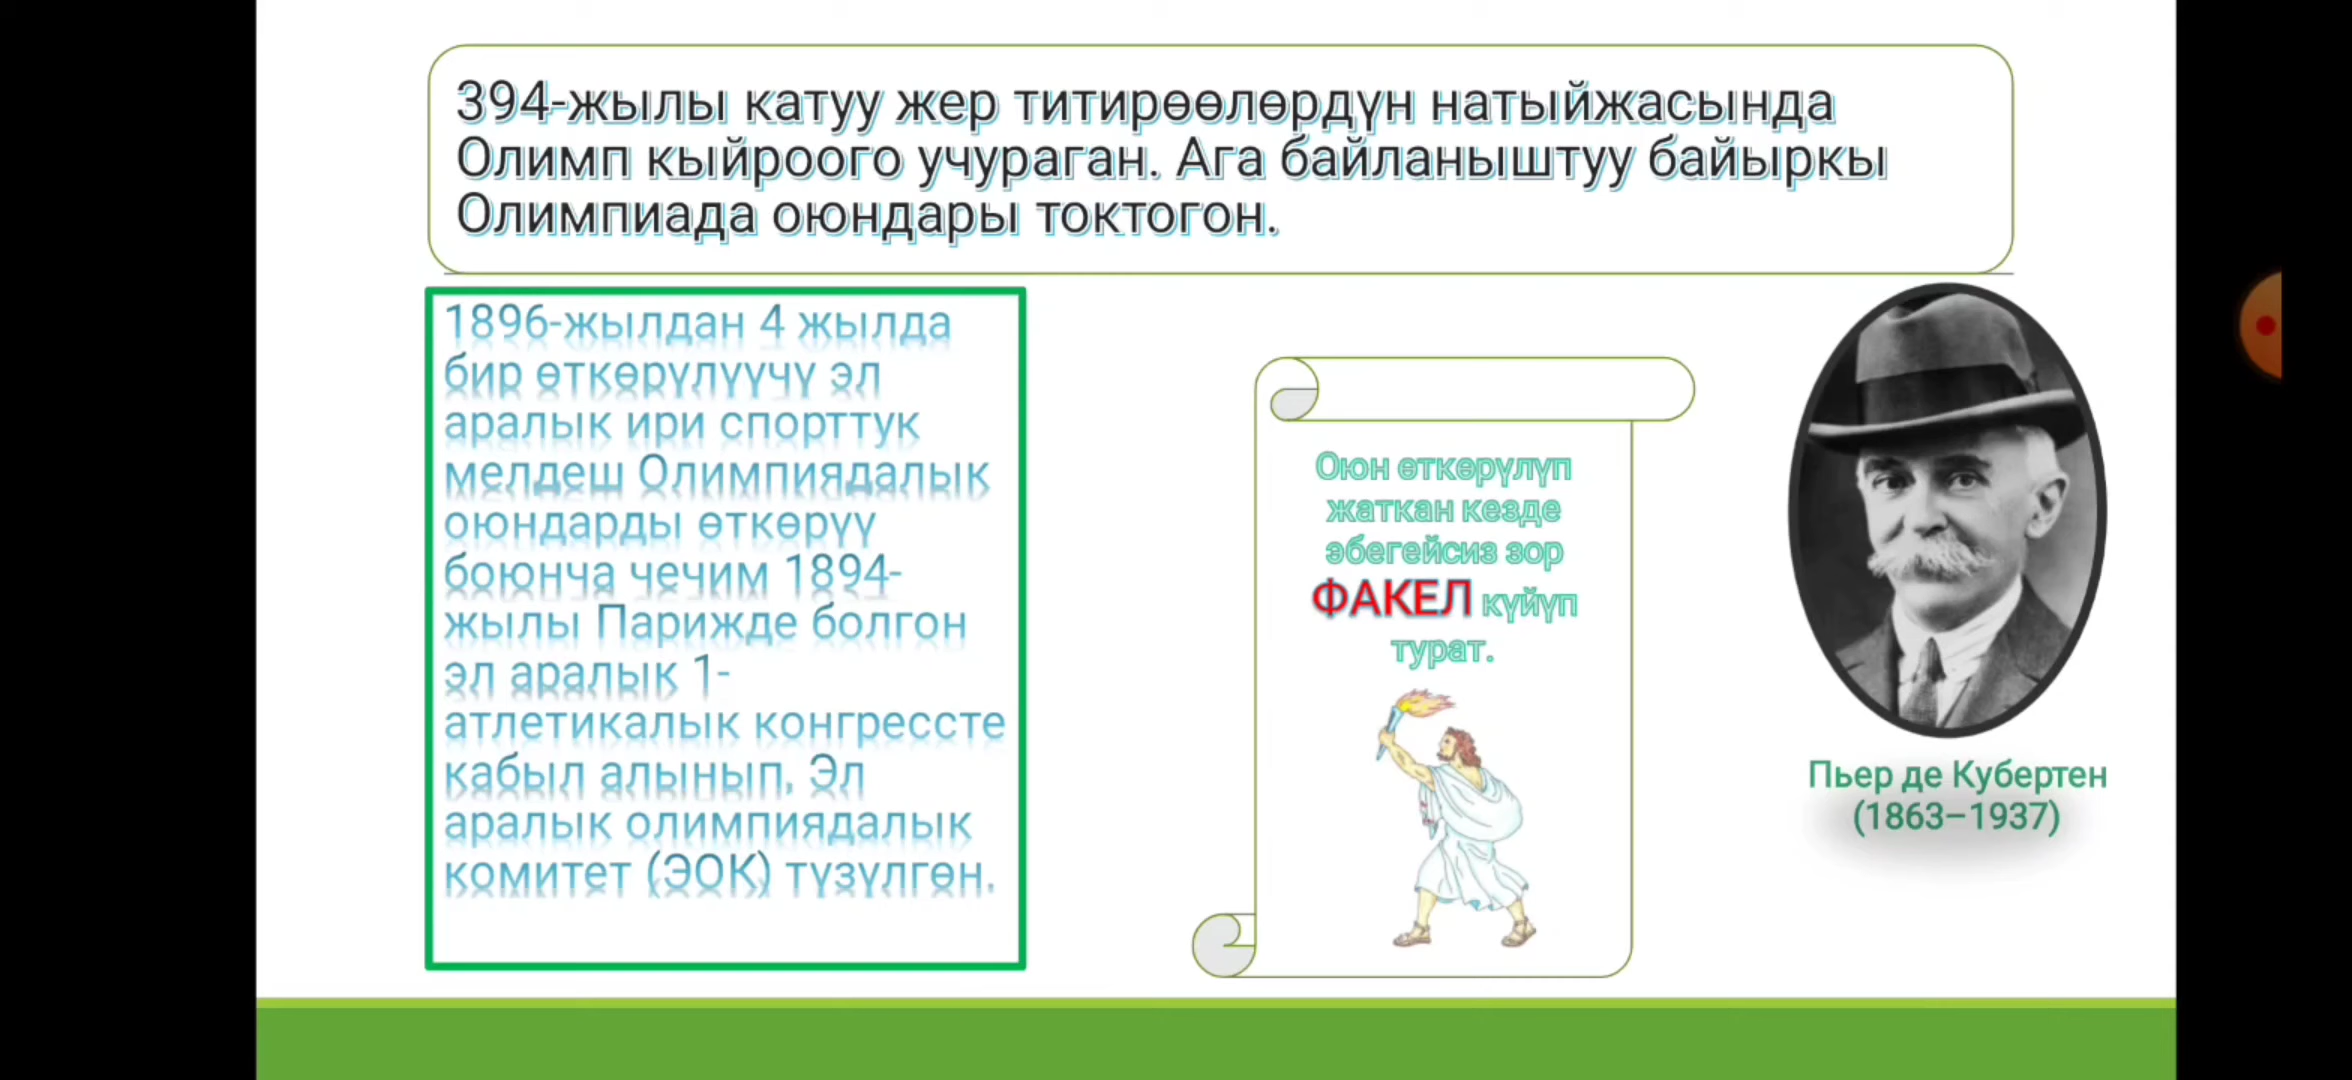 394-жылы катуу жер титирөөлөрдүн натыйжасында
Олимп кыйроого учураган. Ага байланыштуу байыркы
Олимпиада оюндары токтогон.
1896-жылдан 4 жылда
бир өткөрүлүүчү эл
аралык ири спорттук
мелдеш Олимпиядалык
оюндарды өткөрүү
боюнча чечим 1894-
жылы Парижде болгон
эл аралык 1-
атлетикалык конгрессте
кабыл алынып, Эл
аралык олимпиядалык
комитет (ЭОК) түзүлгөн.
Оюн өткөрүлүп
жаткан кезде
эбегейсиз зор
ФАКЕЛ күйүп
турат.
Пьер де Кубертен
(1863–1937)